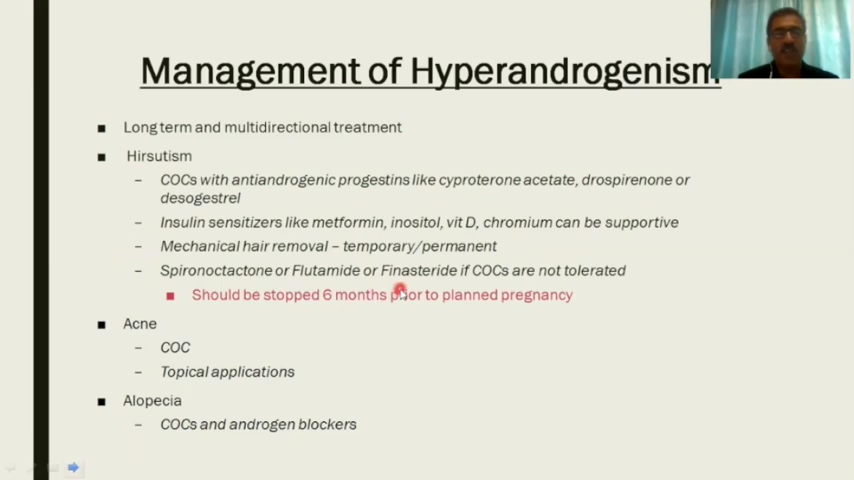 Management of Hyperandrogenism
Long term and multidirectional treatment
Hirsutism
COCs with antiandrogenic progestins like cyproterone acetate, drospirenone or
desogestrel
Insulin sensitizers like metformin, inositol, vit D, chromium can be supportive
Mechanical hair removal – temporary/permanent
Spironoctactone or Flutamide or Finasteride if COCs are not tolerated
Should be stopped 6 months prior to planned pregnancy
Acne
COC
Topical applications
Alopecia
COCs and androgen blockers